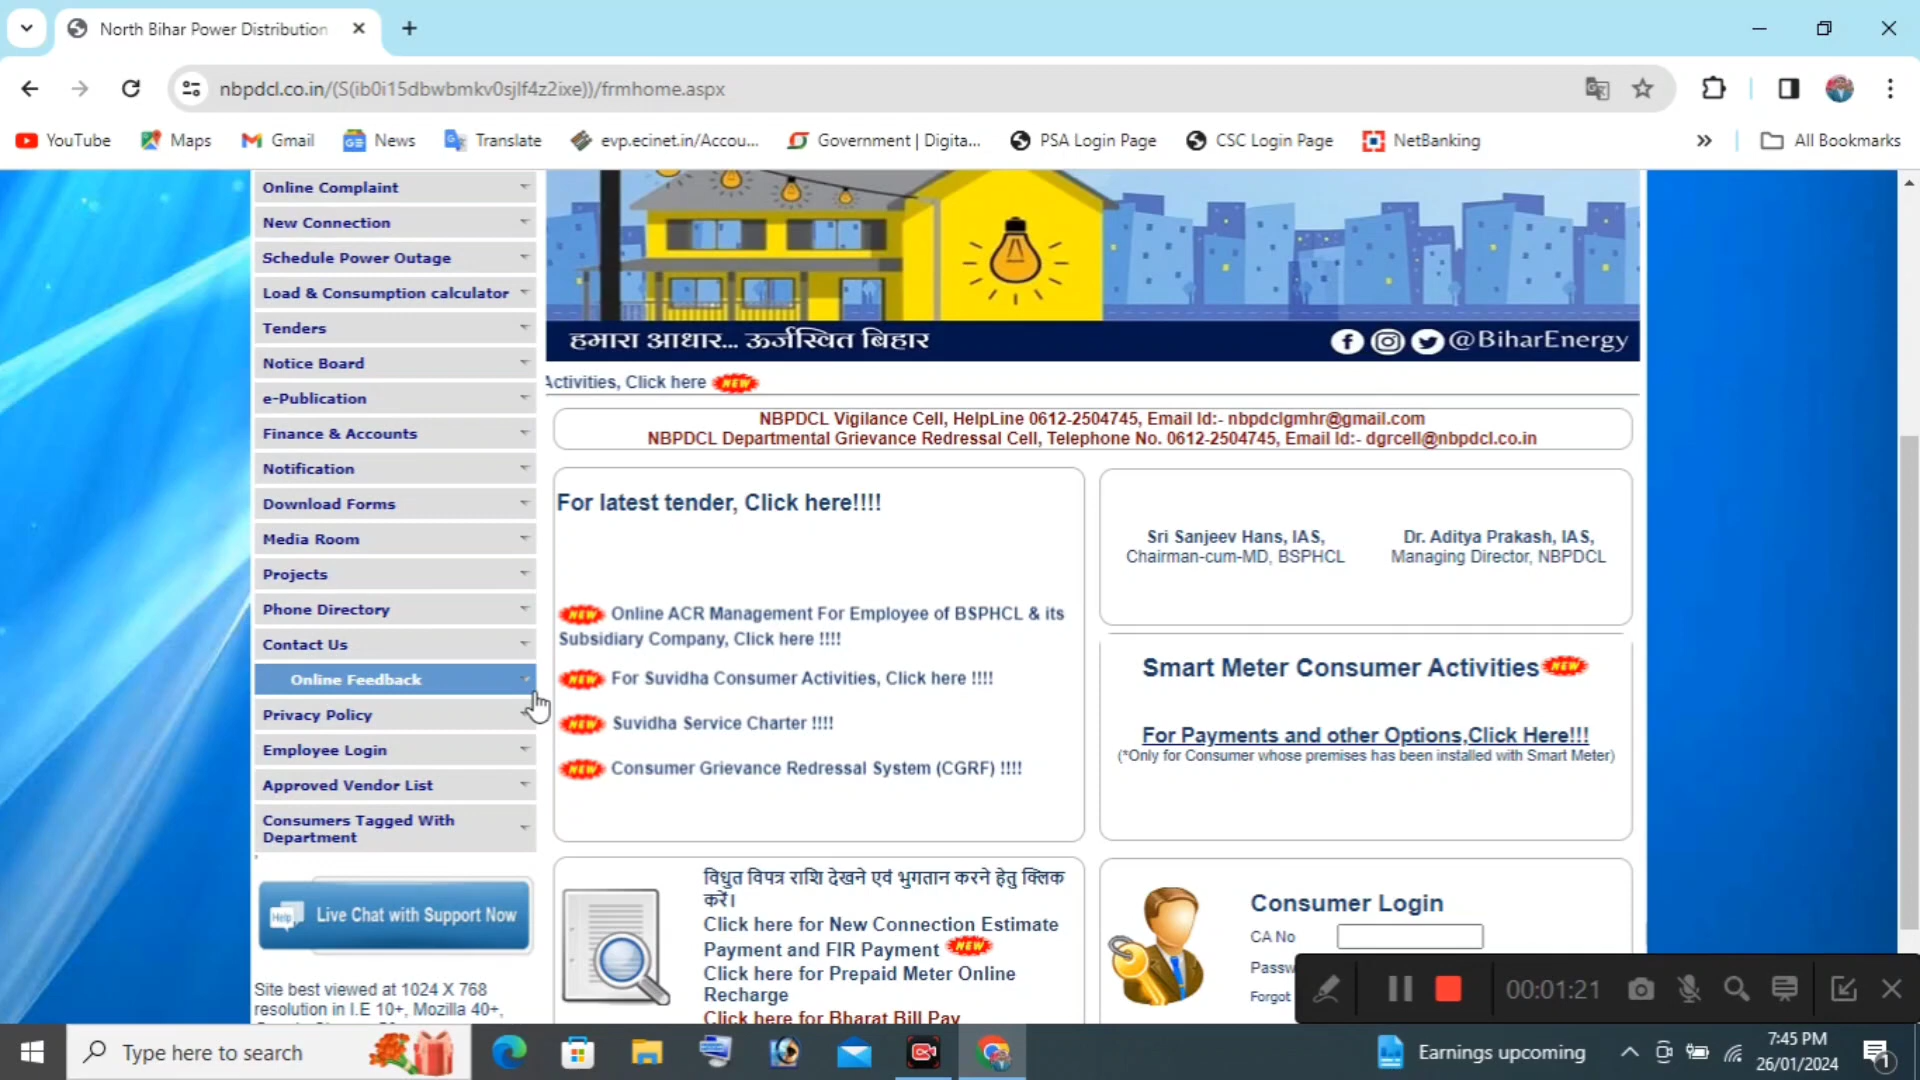 North Bihar Power Distribution
nbpdcl.co.in/(S(ib0i15dbwbmkv0sjlf4z2ixe))/frmhome.aspx
YouTube
Maps
Gmail
News
Translate
evp.ecinet.in/Accou...
Government | Digita...
PSA Login Page
CSC Login Page
NetBanking
All Bookmarks
Online Complaint
New Connection
Schedule Power Outage
Load & Consumption calculator
Tenders
Notice Board
e-Publication
Finance & Accounts
Notification
Download Forms
Media Room
Projects
Phone Directory
Contact Us
Online Feedback
Privacy Policy
Employee Login
Approved Vendor List
Consumers Tagged With
Department
Help
Live Chat with Support Now
Site best viewed at 1024 X 768
resolution in I.E 10+, Mozilla 40+,
हमारा आधार... ऊर्जस्वित बिहार
@BiharEnergy
Activities, Click here NEW
NBPDCL Vigilance Cell, HelpLine 0612-2504745, Email Id:- nbpdclgmhr@gmail.com
NBPDCL Departmental Grievance Redressal Cell, Telephone No. 0612-2504745, Email Id:- dgrcell@nbpdcl.co.in
For latest tender, Click here!!!!
NEW Online ACR Management For Employee of BSPHCL & its
Subsidiary Company, Click here !!!!
NEW For Suvidha Consumer Activities, Click here !!!!
NEW Suvidha Service Charter !!!!
NEW Consumer Grievance Redressal System (CGRF) !!!!
Sri Sanjeev Hans, IAS,
Chairman-cum-MD, BSPHCL
Dr. Aditya Prakash, IAS,
Managing Director, NBPDCL
Smart Meter Consumer Activities NEW
For Payments and other Options,Click Here!!!
(*Only for Consumer whose premises has been installed with Smart Meter)
विधुत विपत्र राशि देखने एवं भुगतान करने हेतु क्लिक
करें।
Click here for New Connection Estimate
Payment and FIR Payment NEW
Click here for Prepaid Meter Online
Recharge
Click here for Bharat Bill Pay
Consumer Login
CA No
Passw
Forgot
00:01:21
Type here to search
Earnings upcoming
7:45 PM
26/01/2024
1